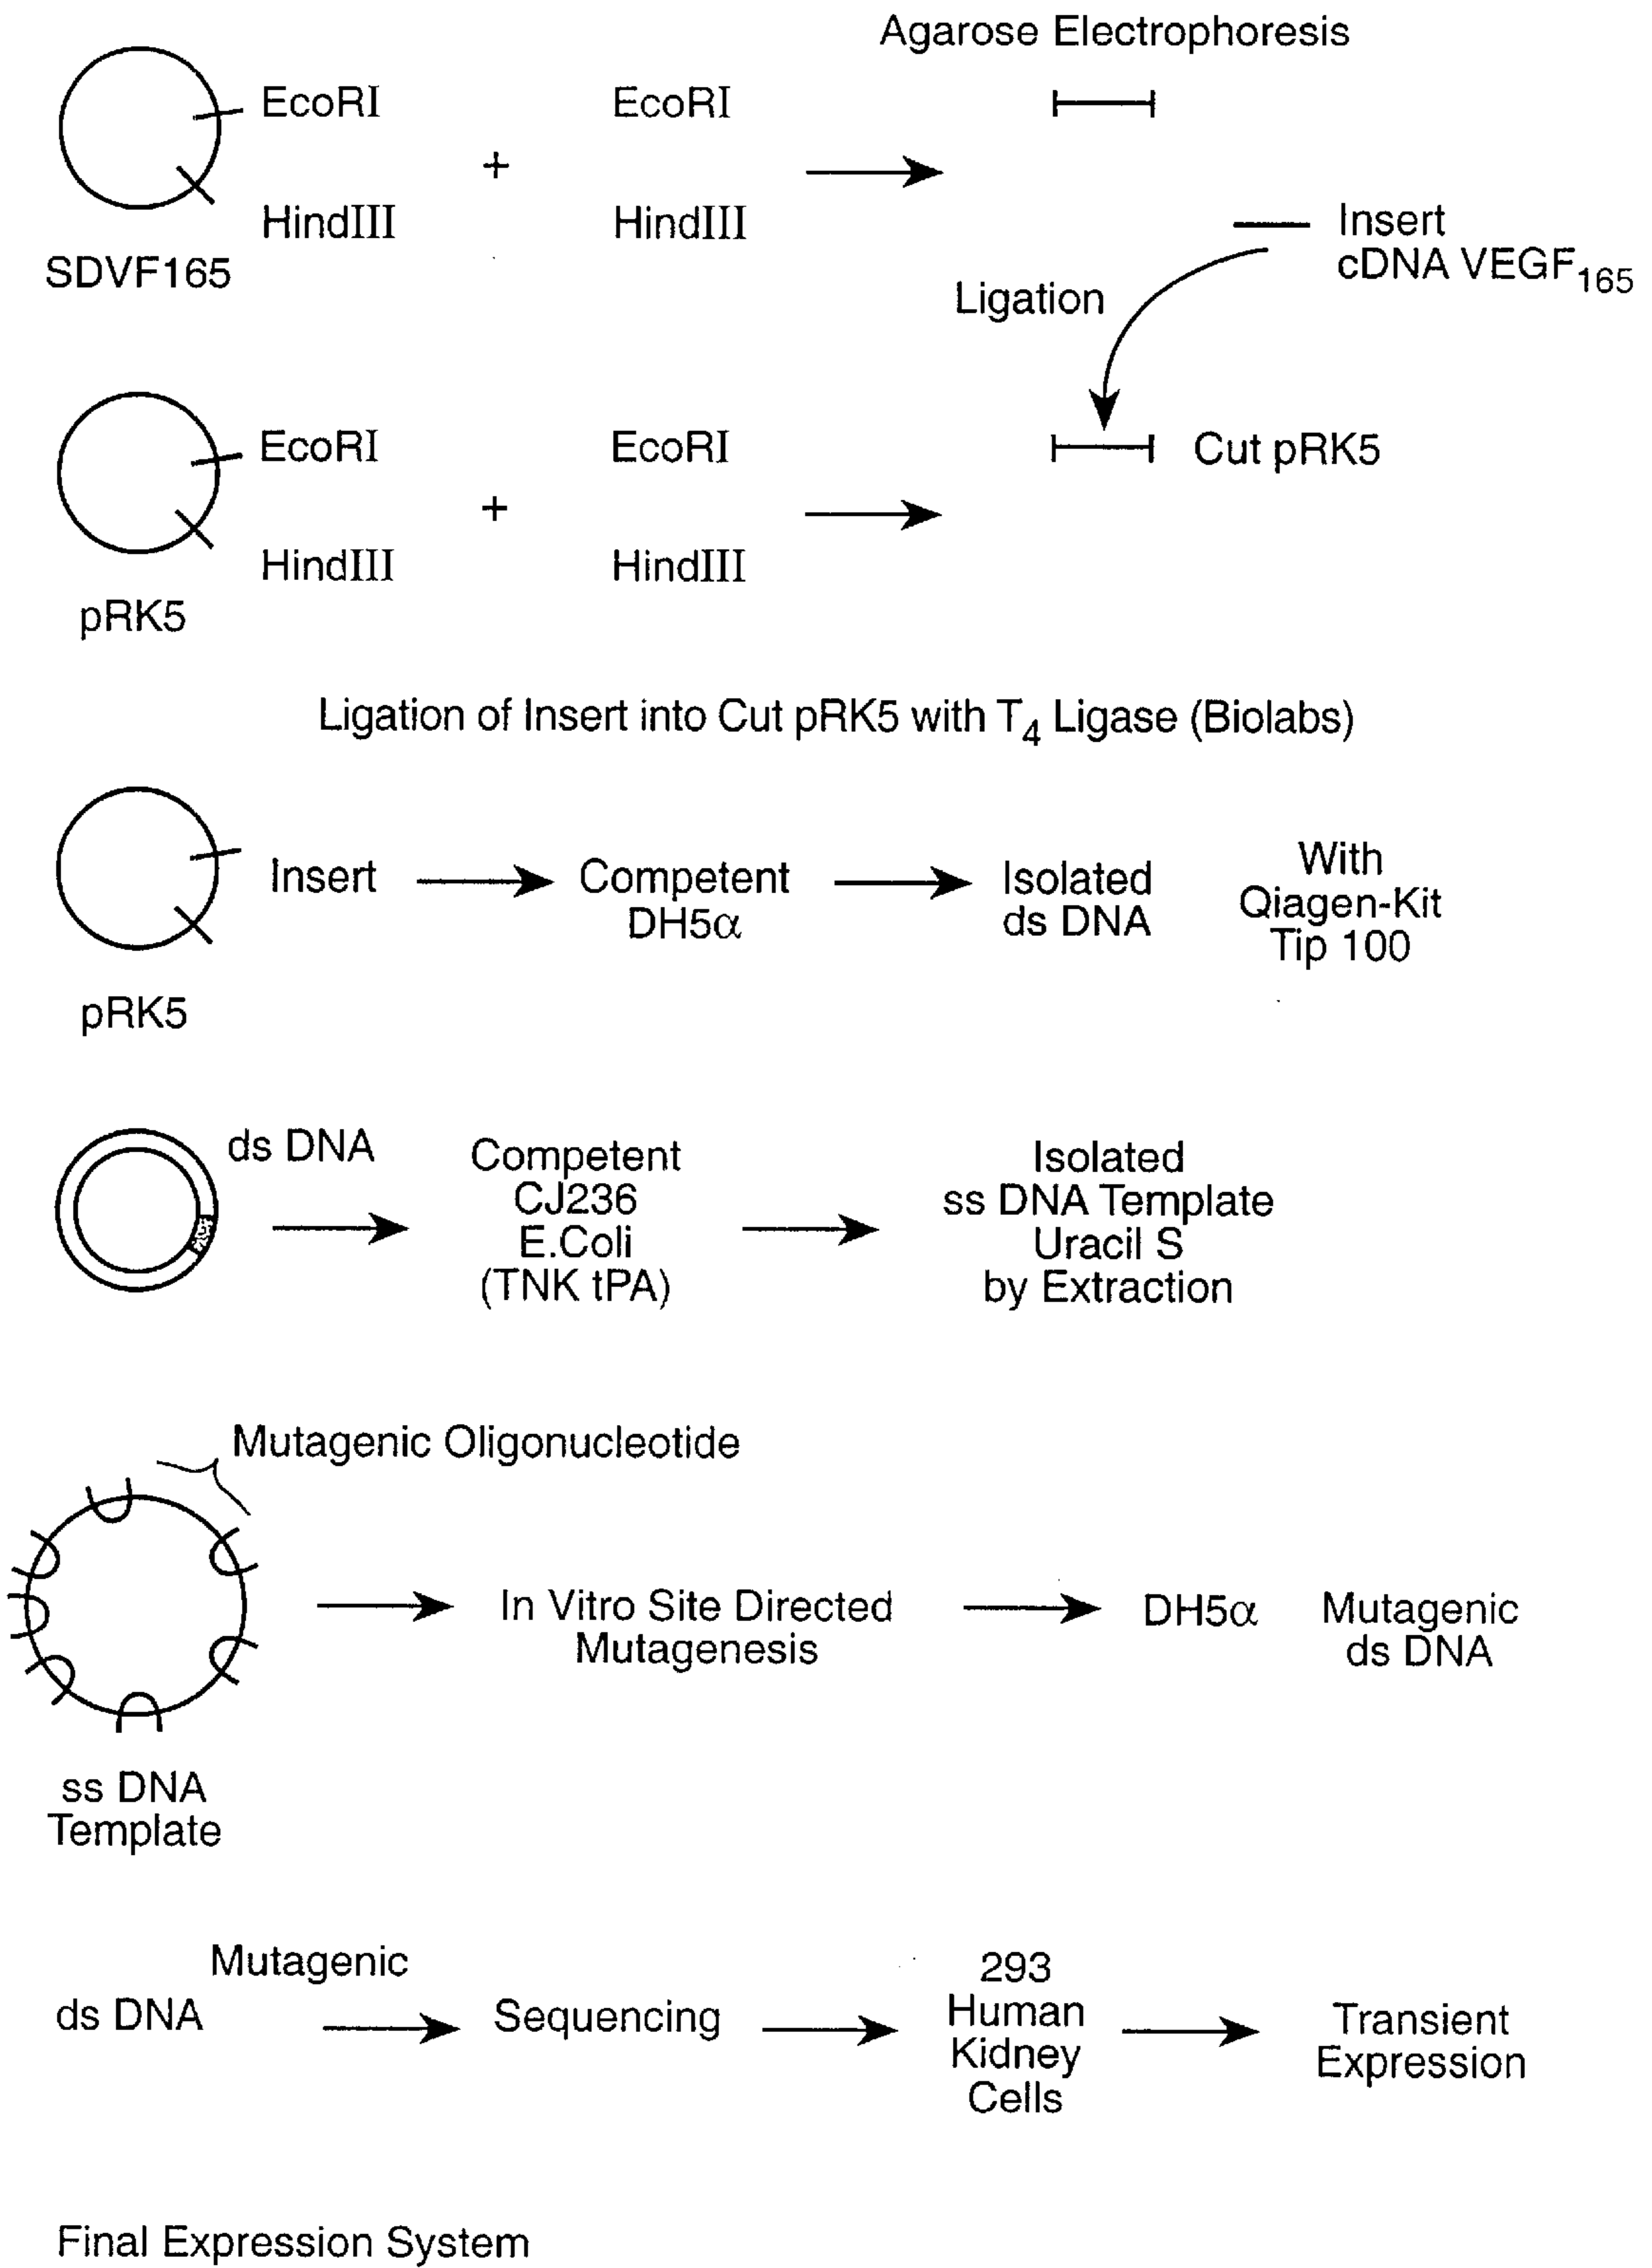 Agarose Electrophoresis
EcoRI
EcoRI
+
HindIII
HindIII
SDVF165
Insert
cDNA VEGF165
Ligation
EcoRI
EcoRI
Cut pRK5
+
HindIII
HindIII
pRK5
Ligation of Insert into Cut pRK5 with T4 Ligase (Biolabs)
Insert
Competent
DH5α
Isolated
ds DNA
With
Qiagen-Kit
Tip 100
pRK5
ds DNA
Competent
CJ236
E.Coli
(TNK tPA)
Isolated
ss DNA Template
Uracil S
by Extraction
Mutagenic Oligonucleotide
In Vitro Site Directed
Mutagenesis
DH5α
Mutagenic
ds DNA
ss DNA
Template
Mutagenic
ds DNA
Sequencing
293
Human
Kidney
Cells
Transient
Expression
Final Expression System